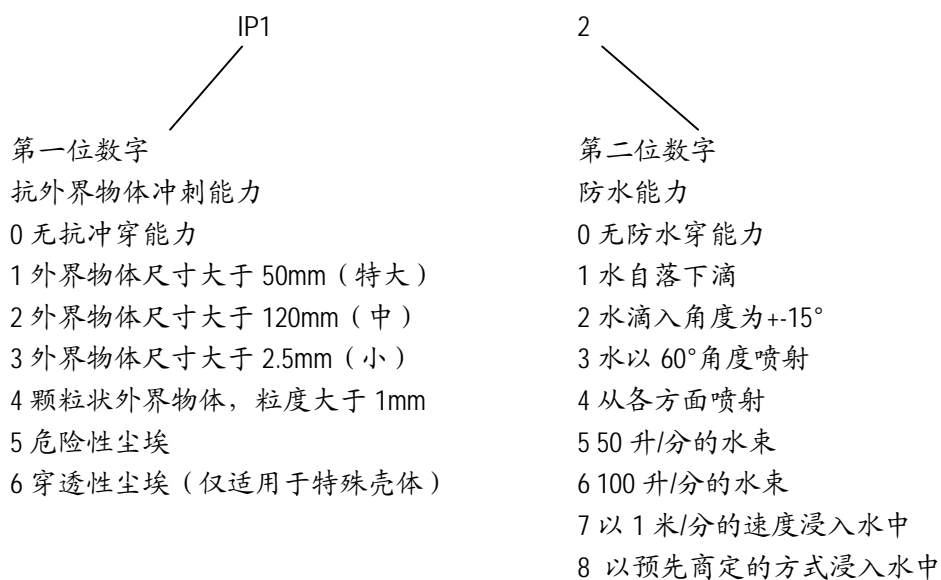 IP1
2
第一位数字
抗外界物体冲刺能力
0 无抗冲穿能力
1 外界物体尺寸大于 50mm（特大）
2 外界物体尺寸大于 120mm（中）
3 外界物体尺寸大于 2.5mm（小）
4 颗粒状外界物体，粒度大于 1mm
5 危险性尘埃
6 穿透性尘埃（仅适用于特殊壳体）
第二位数字
防水能力
0 无防水穿能力
1 水自落下滴
2 水滴入角度为+-15°
3 水以 60°角度喷射
4 从各方面喷射
5 50 升/分的水束
6 100 升/分的水束
7 以 1 米/分的速度浸入水中
8 以预先商定的方式浸入水中